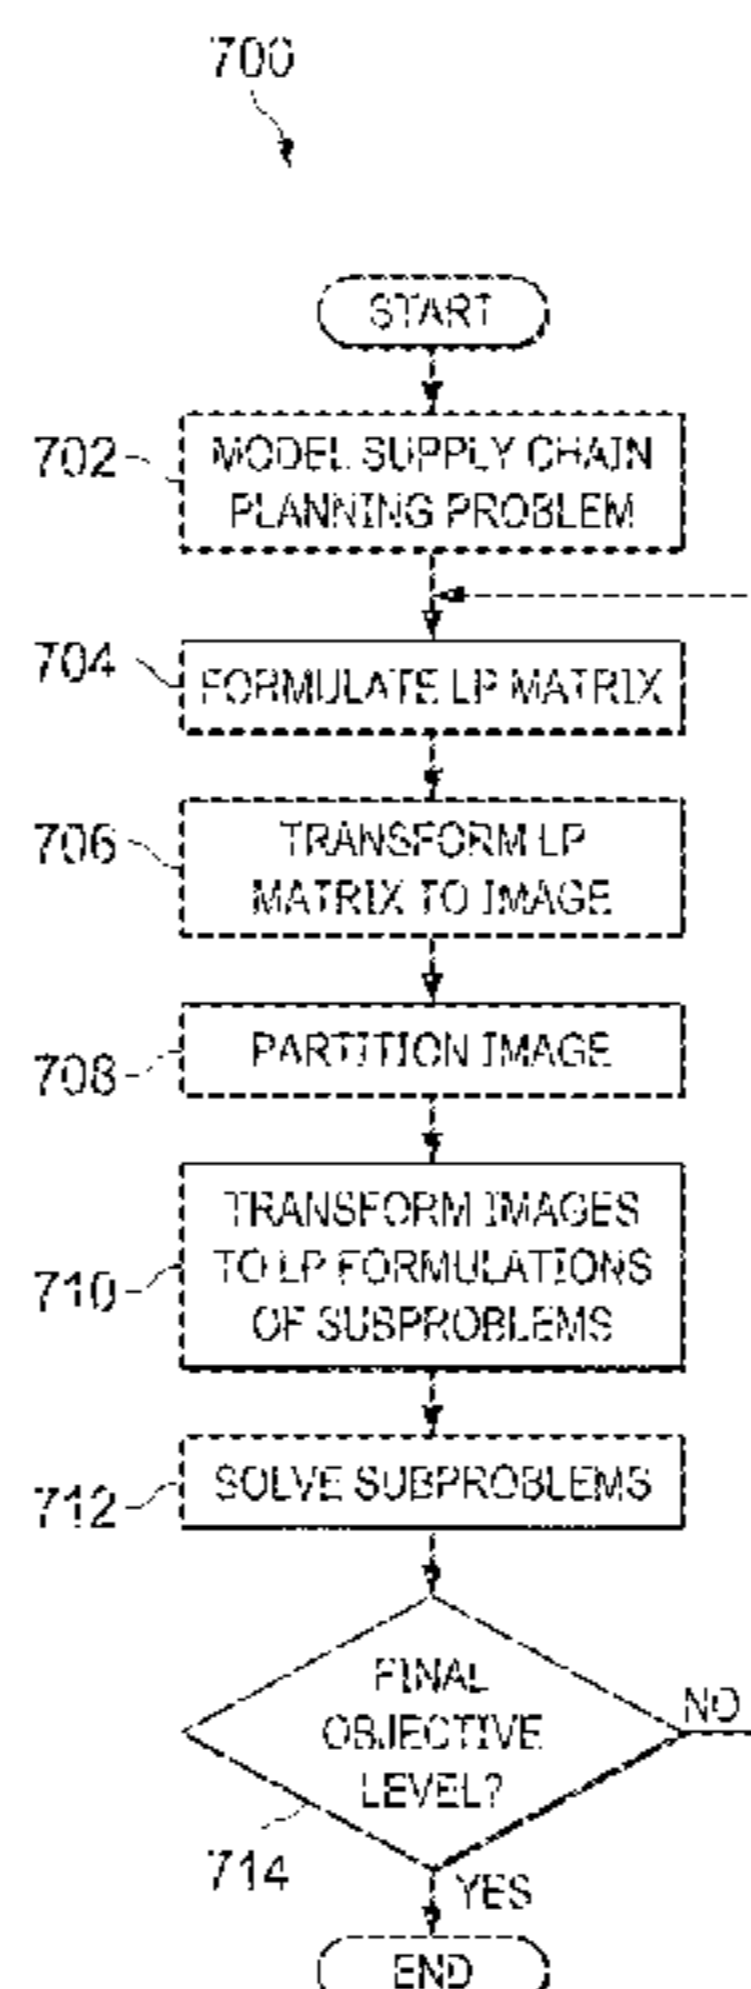 700
START
702
MODEL SUPPLY CHAIN
PLANNING PROBLEM
704
FORMULATE LP MATRIX
706
TRANSFORM LP
MATRIX TO IMAGE
708
PARTITION IMAGE
710
TRANSFORM IMAGES
TO LP FORMULATIONS
OF SUBPROBLEMS
712
SOLVE SUBPROBLEMS
FINAL
OBJECTIVE
LEVEL?
NO
714
YES
END